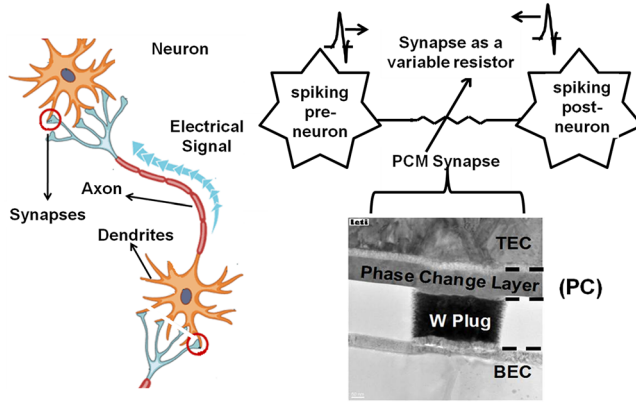 Neuron
Electrical
Signal
Axon
Synapses
Dendrites
Synapse as a
variable resistor
spiking
pre-
neuron
spiking
post-
neuron
PCM Synapse
leti
TEC
Phase Change Layer
(PC)
W Plug
BEC